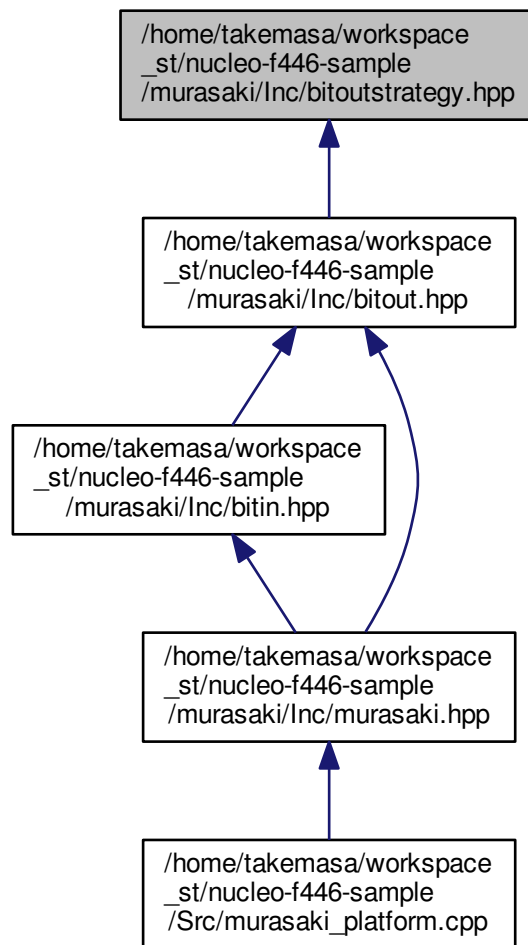 /home/takemasa/workspace
_st/nucleo-f446-sample
/murasaki/Inc/bitoutstrategy.hpp
/home/takemasa/workspace
_st/nucleo-f446-sample
/murasaki/Inc/bitout.hpp
/home/takemasa/workspace
_st/nucleo-f446-sample
/murasaki/Inc/bitin.hpp
/home/takemasa/workspace
_st/nucleo-f446-sample
/murasaki/Inc/murasaki.hpp
/home/takemasa/workspace
_st/nucleo-f446-sample
/Src/murasaki_platform.cpp